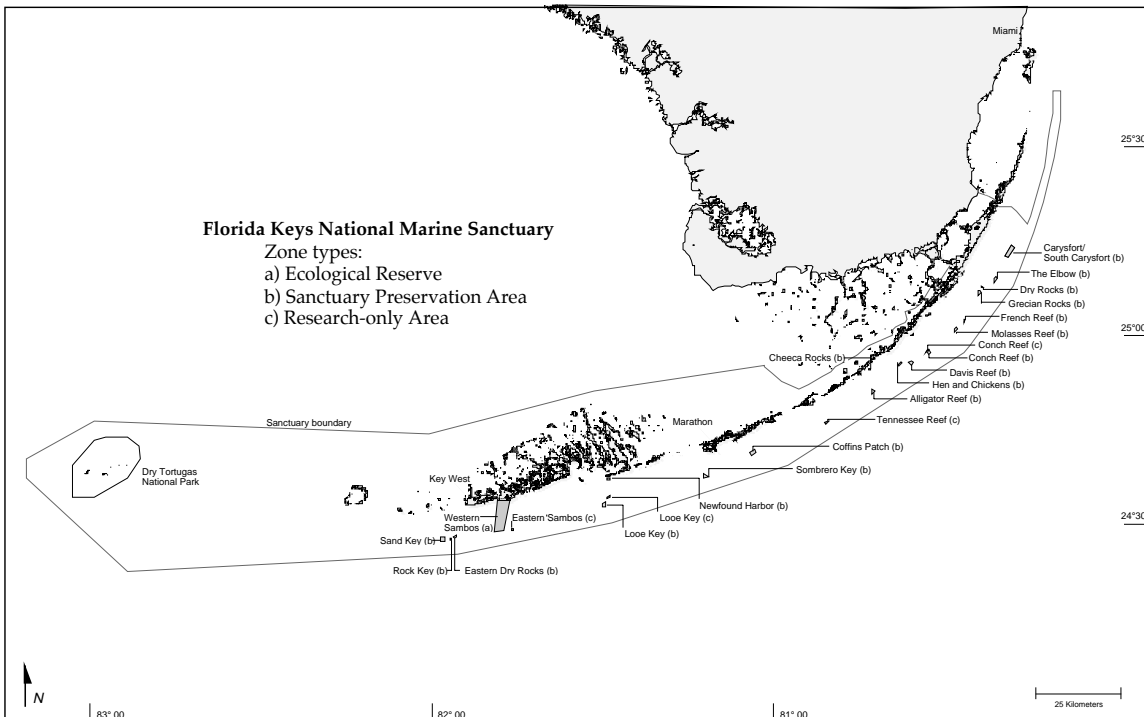 Miami
25°30
Florida Keys National Marine Sanctuary
Zone types:
a) Ecological Reserve
b) Sanctuary Preservation Area
c) Research-only Area
Carysfort/
South Carysfort (b)
The Elbow (b)
Dry Rocks (b)
Grecian Rocks (b)
French Reef (b)
Molasses Reef (b)
25°00
Conch Reef (c)
Cheeca Rocks (b)
Conch Reef (b)
Davis Reef (b)
Hen and Chickens (b)
Alligator Reef (b)
Sanctuary boundary
Marathon
Tennessee Reef (c)
Coffins Patch (b)
Dry Tortugas
National Park
Sombrero Key (b)
Key West
Newfound Harbor (b)
Western
Sambos (a)
Eastern Sambos (c)
Looe Key (c)
24°30
Looe Key (b)
Sand Key (b)
Rock Key (b)
Eastern Dry Rocks (b)
N
83° 00
82° 00
81° 00
25 Kilometers